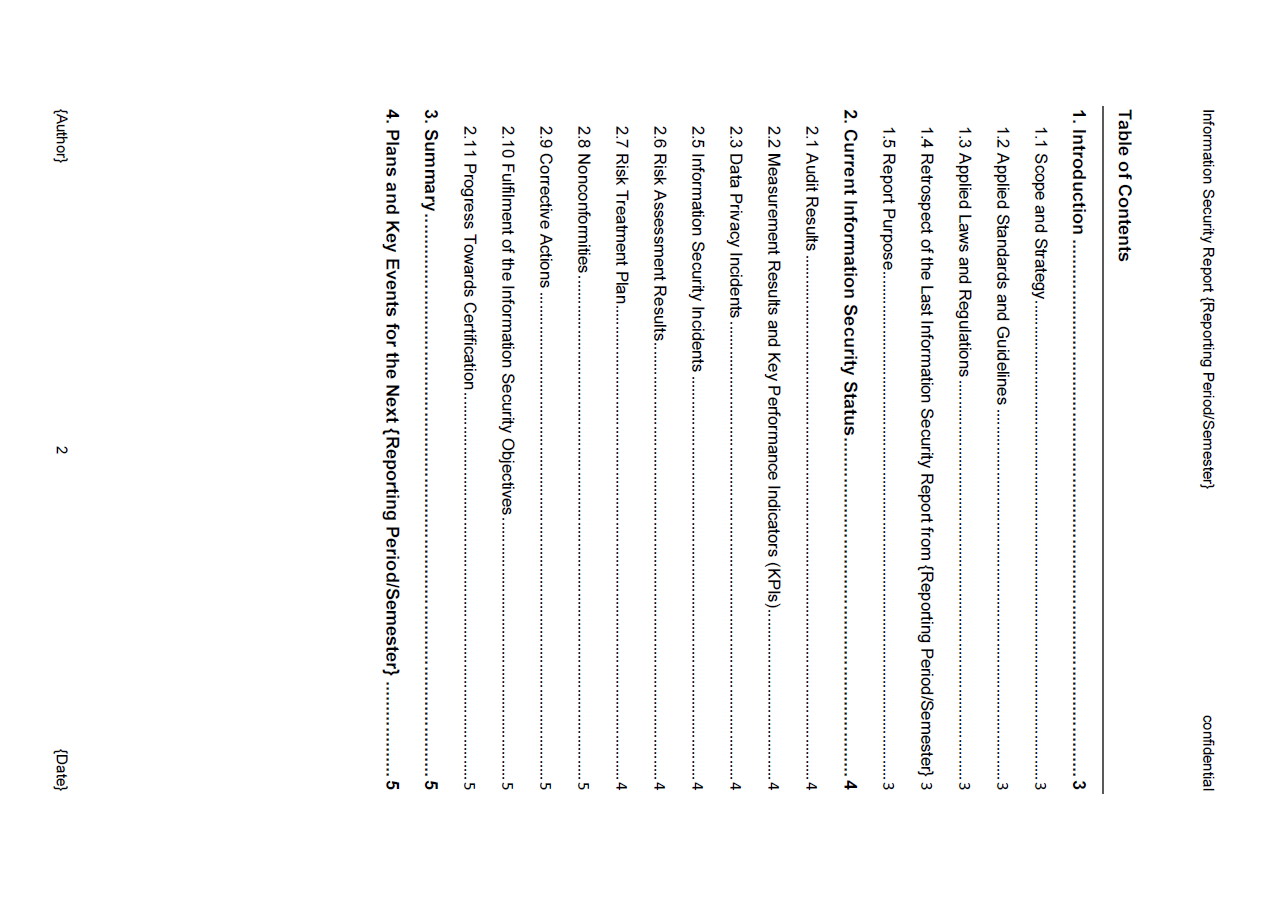 Information Security Report {Reporting Period/Semester} confidential
Table of Contents
1. Introduction ........................................................................ 3
1.1 Scope and Strategy........................................................................ 3
1.2 Applied Standards and Guidelines ........................................................................ 3
1.3 Applied Laws and Regulations ........................................................................ 3
1.4 Retrospect of the Last Information Security Report from {Reporting Period/Semester} 3
1.5 Report Purpose........................................................................ 3
2. Current Information Security Status........................................................................ 4
2.1 Audit Results ........................................................................ 4
2.2 Measurement Results and Key Performance Indicators (KPIs)........................................................................ 4
2.3 Data Privacy Incidents ........................................................................ 4
2.5 Information Security Incidents ........................................................................ 4
2.6 Risk Assessment Results........................................................................ 4
2.7 Risk Treatment Plan........................................................................ 4
2.8 Nonconformities........................................................................ 5
2.9 Corrective Actions ........................................................................ 5
2.10 Fulfilment of the Information Security Objectives ........................................................................ 5
2.11 Progress Towards Certification........................................................................ 5
3. Summary ........................................................................ 5
4. Plans and Key Events for the Next {Reporting Period/Semester} .................... 5
{Author} 2 {Date}